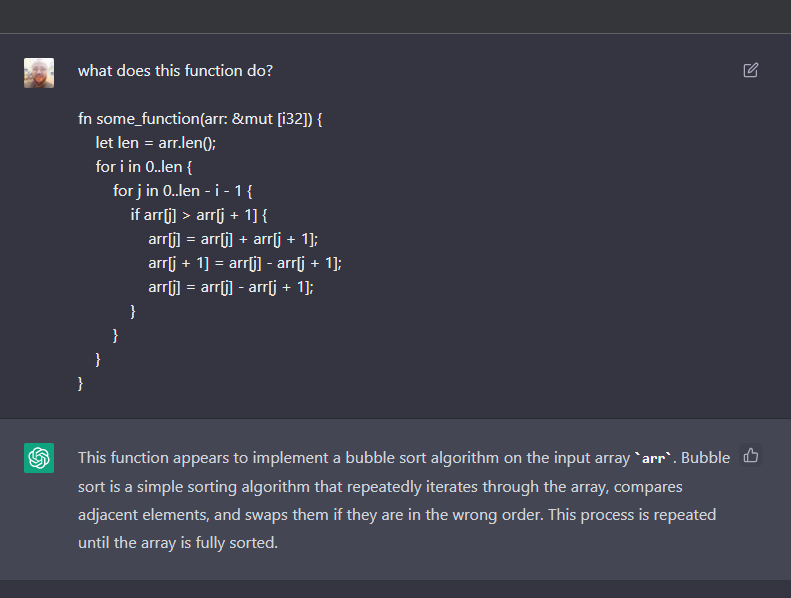 what does this function do?
fn some_function(arr: &mut [i32]) {
let len = arr.len();
for i in 0..len {
for j in 0..len - i - 1 {
if arr[j] > arr[j + 1] {
arr[j] = arr[j] + arr[j + 1];
arr[j + 1] = arr[j] - arr[j + 1];
arr[j] = arr[j] - arr[j + 1];
}
}
}
}
This function appears to implement a bubble sort algorithm on the input array `arr`. Bubble
sort is a simple sorting algorithm that repeatedly iterates through the array, compares
adjacent elements, and swaps them if they are in the wrong order. This process is repeated
until the array is fully sorted.